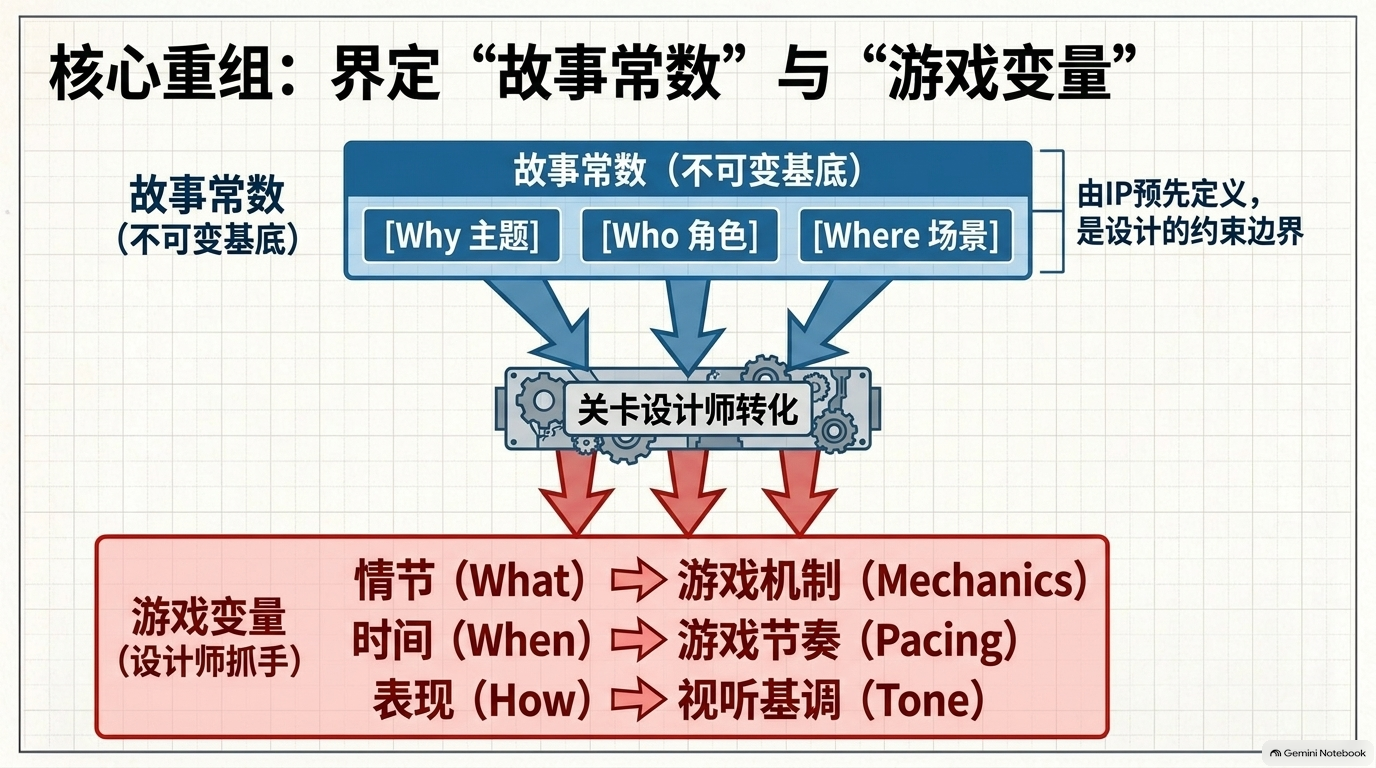 核心重组：界定“故事常数”与“游戏变量”
故事常数
（不可变基底）
故事常数（不可变基底）
[Why 主题]
[Who 角色]
[Where 场景]
由IP预先定义，
是设计的约束边界
关卡设计师转化
游戏变量
（设计师抓手）
情节（What）
游戏机制（Mechanics）
时间（When）
游戏节奏（Pacing）
表现（How）
视听基调（Tone）
Gemini Notebook